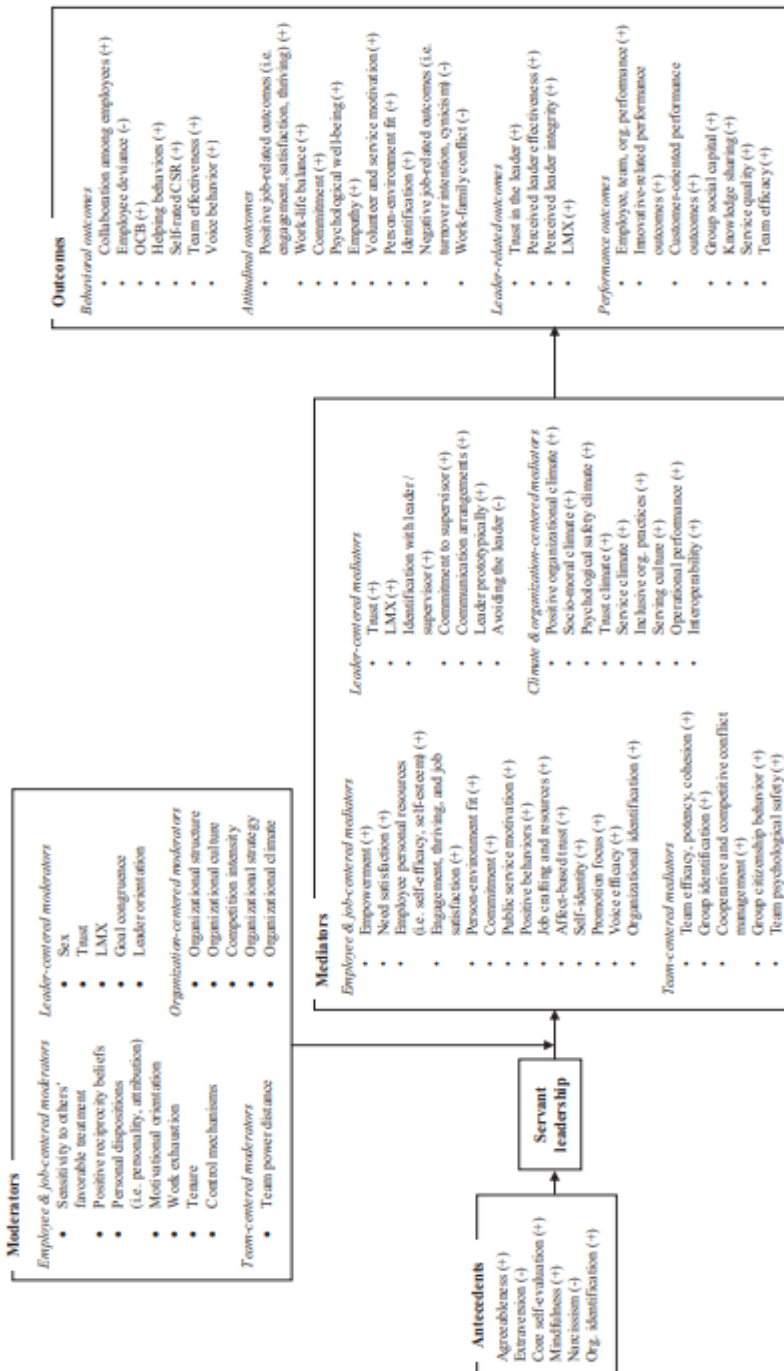 Moderators
Employee & job-centered moderators
• Sensitivity to others'
favorable treatment
• Positive reciprocity beliefs
• Personal dispositions
(i.e. personality, attribution)
• Motivational orientation
• Work exhaustion
• Tenure
• Control mechanisms
Team-centered moderators
• Team power distance
Leader-centered moderators
• Sex
• Trust
• LMX
• Goal congruence
• Leader orientation
Organization-centered moderators
• Organizational structure
• Organizational culture
• Competition intensity
• Organizational strategy
• Organizational climate
Antecedents
Agreeableness (+)
Extraversion (-)
Core self-evaluation (+)
Mindfulness (+)
Narcissism (-)
Org. identification (+)
Servant
leadership
Mediators
Employee & job-centered mediators
• Empowerment (+)
• Need satisfaction (+)
• Employee personal resources
(i.e. self-efficacy, self-esteem) (+)
• Engagement, thriving, and job
satisfaction (+)
• Person-environment fit (+)
• Commitment (+)
• Public service motivation (+)
• Positive behaviors (+)
• Job crafting and resources (+)
• Affect-based trust (+)
• Self-identity (+)
• Promotion focus (+)
• Voice efficacy (+)
• Organizational identification (+)
Team-centered mediators
• Team efficacy, potency, cohesion (+)
• Group identification (+)
• Cooperative and competitive conflict
management (+)
• Group citizenship behavior (+)
• Team psychological safety (+)
Leader-centered mediators
• Trust (+)
• LMX (+)
• Identification with leader /
supervisor (+)
• Commitment to supervisor (+)
• Communication arrangements (+)
• Leader prototypically (+)
• Avoiding the leader (-)
Climate & organization-centered mediators
• Positive organizational climate (+)
• Socio-moral climate (+)
• Psychological safety climate (+)
• Trust climate (+)
• Service climate (+)
• Inclusive org. practices (+)
• Serving culture (+)
• Operational performance (+)
• Interoperability (+)
Outcomes
Behavioral outcomes
• Collaboration among employees (+)
• Employee deviance (-)
• OCB (+)
• Helping behaviors (+)
• Self-rated CSR (+)
• Team effectiveness (+)
• Voice behavior (+)
Attitudinal outcomes
• Positive job-related outcomes (i.e.
engagement, satisfaction, thriving) (+)
• Work-life balance (+)
• Commitment (+)
• Psychological well-being (+)
• Empathy (+)
• Volunteer and service motivation (+)
• Person-environment fit (+)
• Identification (+)
• Negative job-related outcomes (i.e.
turnover intention, cynicism) (-)
• Work-family conflict (-)
Leader-related outcomes
• Trust in the leader (+)
• Perceived leader effectiveness (+)
• Perceived leader integrity (+)
• LMX (+)
Performance outcomes
• Employee, team, org. performance (+)
• Innovative-related performance
outcomes (+)
• Customer-oriented performance
outcomes (+)
• Group social capital (+)
• Knowledge sharing (+)
• Service quality (+)
• Team efficacy (+)